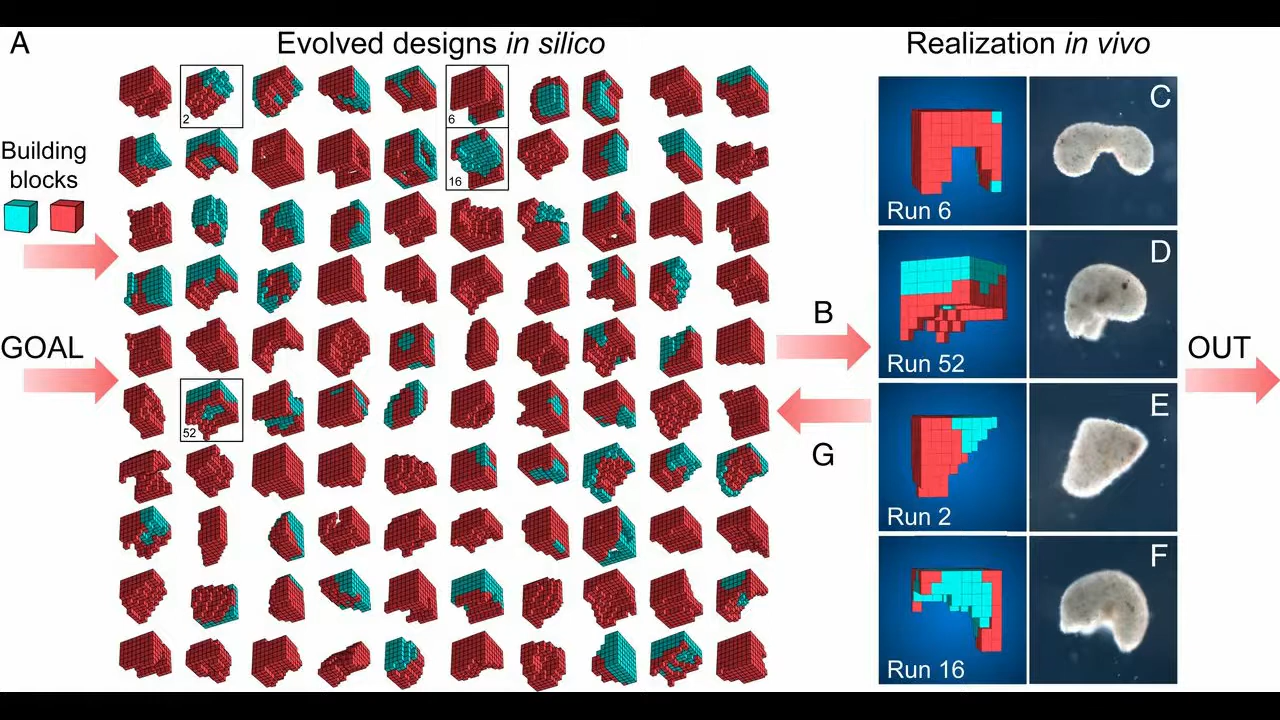 A
Evolved designs in silico
Realization in vivo
2
6
16
Building
blocks
GOAL
52
B
G
OUT
C
Run 6
D
Run 52
E
Run 2
F
Run 16